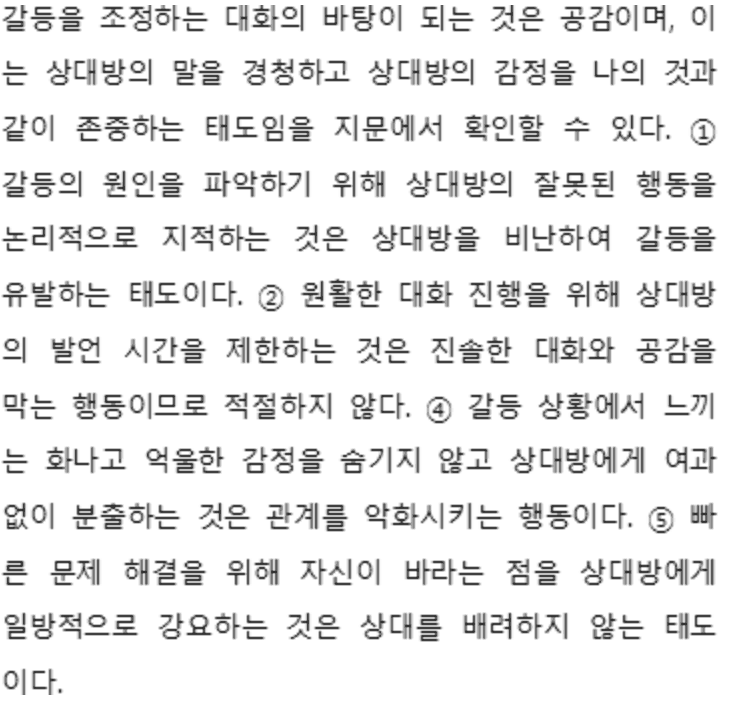 갈등을 조정하는 대화의 바탕이 되는 것은 공감이며, 이
는 상대방의 말을 경청하고 상대방의 감정을 나의 것과
같이 존중하는 태도임을 지문에서 확인할 수 있다. ①
갈등의 원인을 파악하기 위해 상대방의 잘못된 행동을
논리적으로 지적하는 것은 상대방을 비난하여 갈등을
유발하는 태도이다. ② 원활한 대화 진행을 위해 상대방
의 발언 시간을 제한하는 것은 진솔한 대화와 공감을
막는 행동이므로 적절하지 않다. ④ 갈등 상황에서 느끼
는 화나고 억울한 감정을 숨기지 않고 상대방에게 여과
없이 분출하는 것은 관계를 악화시키는 행동이다. ⑤ 빠
른 문제 해결을 위해 자신이 바라는 점을 상대방에게
일방적으로 강요하는 것은 상대를 배려하지 않는 태도
이다.